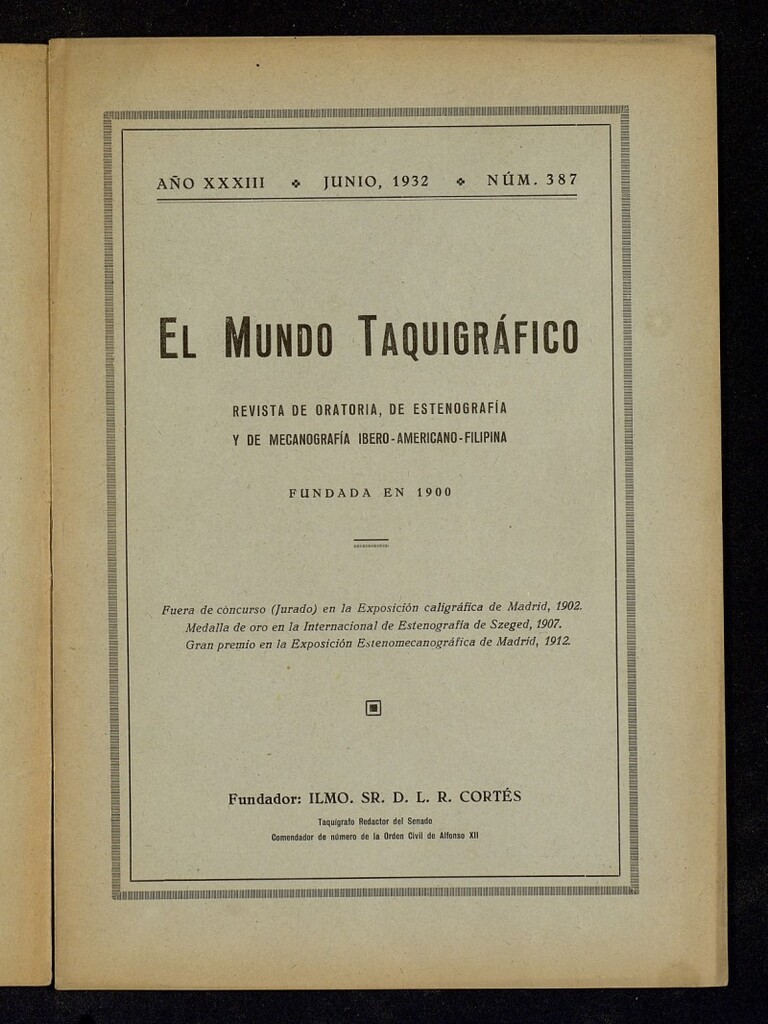 AÑO XXXIII ❖ JUNIO, 1932 ❖ NÚM. 387
EL MUNDO TAQUIGRÁFICO
REVISTA DE ORATORIA, DE ESTENOGRAFÍA
Y DE MECANOGRAFÍA IBERO-AMERICANO-FILIPINA
FUNDADA EN 1900
Fuera de concurso (Jurado) en la Exposición caligráfica de Madrid, 1902.
Medalla de oro en la Internacional de Estenografía de Szeged, 1907.
Gran premio en la Exposición Estenomecanográfica de Madrid, 1912.
Fundador: ILMO. SR. D. L. R. CORTÉS
Taquígrafo Redactor del Senado
Comendador de número de la Orden Civil de Alfonso XII